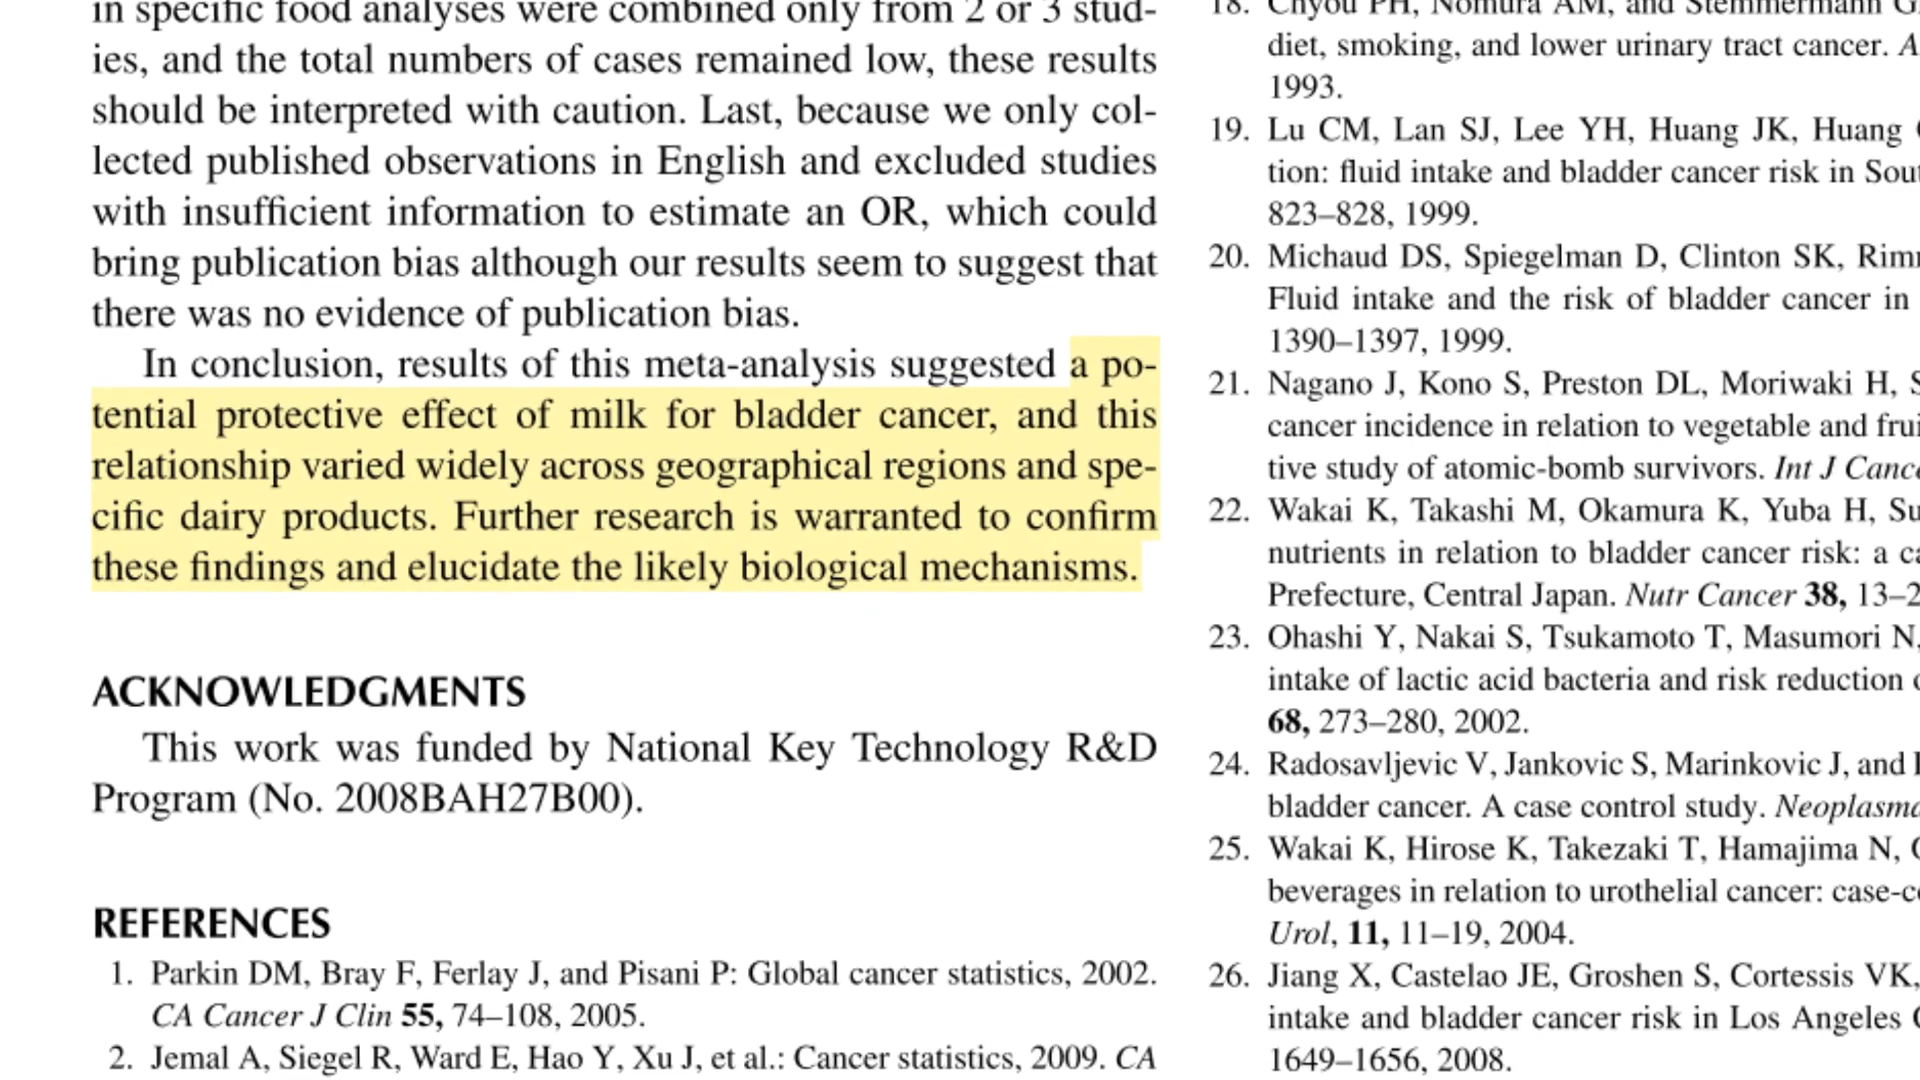 in specific food analyses were combined only from 2 or 3 stud-
ies, and the total numbers of cases remained low, these results
should be interpreted with caution. Last, because we only col-
lected published observations in English and excluded studies
with insufficient information to estimate an OR, which could
bring publication bias although our results seem to suggest that
there was no evidence of publication bias.
In conclusion, results of this meta-analysis suggested a po-
tential protective effect of milk for bladder cancer, and this
relationship varied widely across geographical regions and spe-
cific dairy products. Further research is warranted to confirm
these findings and elucidate the likely biological mechanisms.
ACKNOWLEDGMENTS
This work was funded by National Key Technology R&D
Program (No. 2008BAH27B00).
REFERENCES
1. Parkin DM, Bray F, Ferlay J, and Pisani P: Global cancer statistics, 2002.
CA Cancer J Clin 55, 74–108, 2005.
2. Jemal A, Siegel R, Ward E, Hao Y, Xu J, et al.: Cancer statistics, 2009. CA
18. Chyou PH, Nomura AM, and Stemmermann
diet, smoking, and lower urinary tract cancer.
1993.
19. Lu CM, Lan SJ, Lee YH, Huang JK, Huang
tion: fluid intake and bladder cancer risk in
823–828, 1999.
20. Michaud DS, Spiegelman D, Clinton SK,
Fluid intake and the risk of bladder cancer in
1390–1397, 1999.
21. Nagano J, Kono S, Preston DL, Moriwaki H,
cancer incidence in relation to vegetable and
tive study of atomic-bomb survivors. Int J
22. Wakai K, Takashi M, Okamura K, Yuba H,
nutrients in relation to bladder cancer risk: a
Prefecture, Central Japan. Nutr Cancer 38, 13–2
23. Ohashi Y, Nakai S, Tsukamoto T, Masumori N,
intake of lactic acid bacteria and risk reduction
68, 273–280, 2002.
24. Radosavljevic V, Jankovic S, Marinkovic J, and
bladder cancer. A case control study.
25. Wakai K, Hirose K, Takezaki T, Hamajima N,
beverages in relation to urothelial cancer:
Urol, 11, 11–19, 2004.
26. Jiang X, Castelao JE, Groshen S, Cortessis VK,
intake and bladder cancer risk in Los Angeles
1649–1656, 2008.